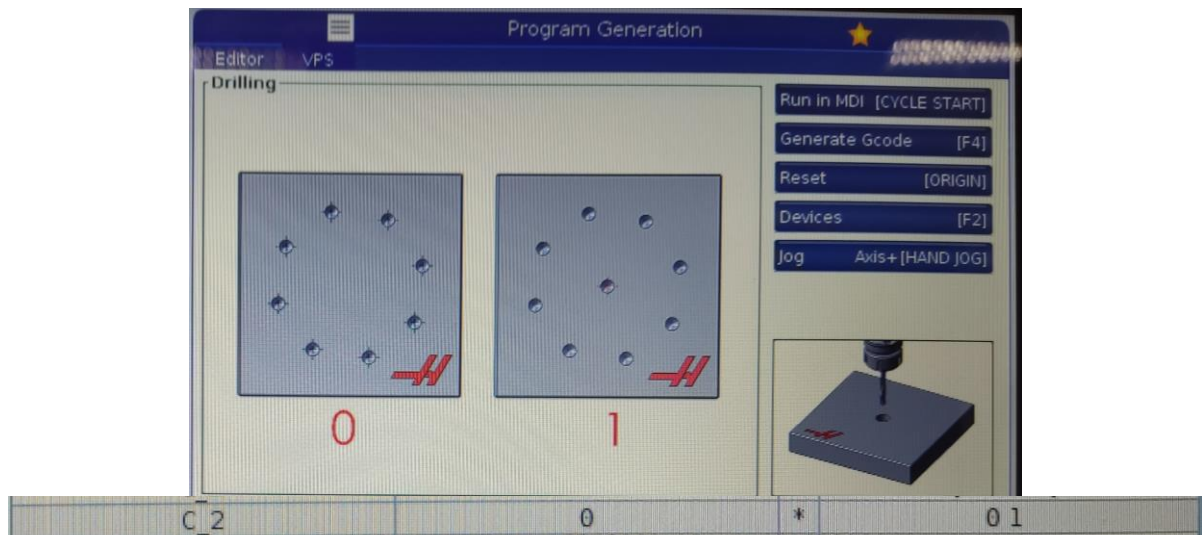 Program Generation
Editor VPS
Drilling
Run in MDI [CYCLE START]
Generate Gcode [F4]
Reset [ORIGIN]
Devices [F2]
Jog Axis+[HAND JOG]
0 1
C_2 0 * 0 1